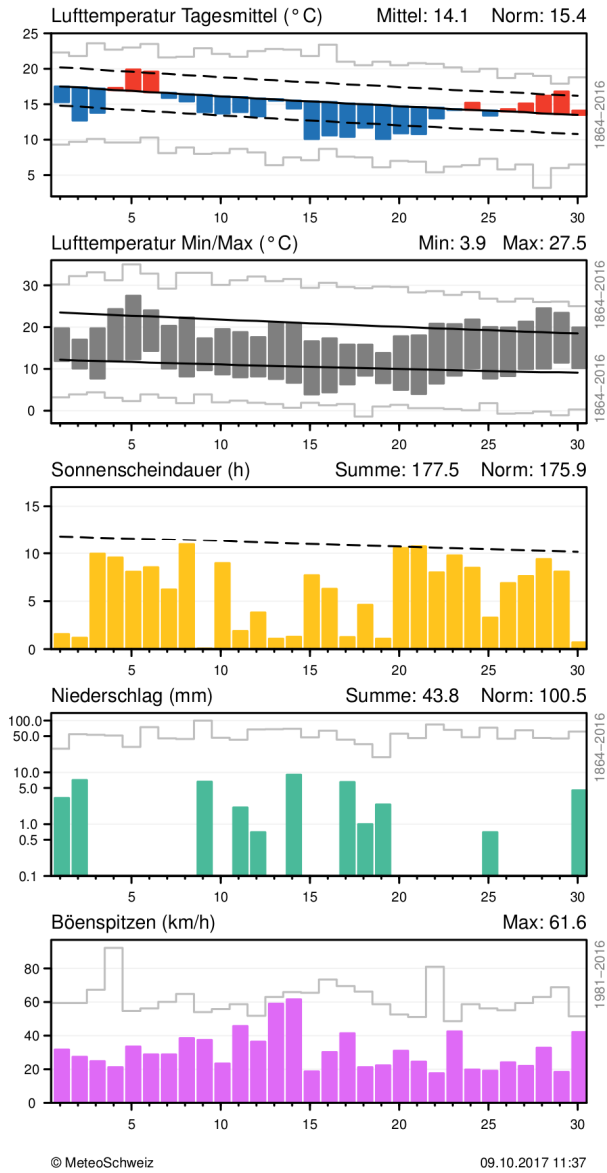 Lufttemperatur Tagesmittel (°C) Mittel: 14.1 Norm: 15.4
25
20
15
10
5
1864–2016
5 10 15 20 25 30
Lufttemperatur Min/Max (°C) Min: 3.9 Max: 27.5
30
20
10
0
1864–2016
1864–2016
5 10 15 20 25 30
Sonnenscheindauer (h) Summe: 177.5 Norm: 175.9
15
10
5
0
5 10 15 20 25 30
Niederschlag (mm) Summe: 43.8 Norm: 100.5
100.0
50.0
10.0
5.0
1.0
0.5
0.1
1864–2016
5 10 15 20 25 30
Böenspitzen (km/h) Max: 61.6
80
60
40
20
0
1981–2016
5 10 15 20 25 30
© MeteoSchweiz 09.10.2017 11:37